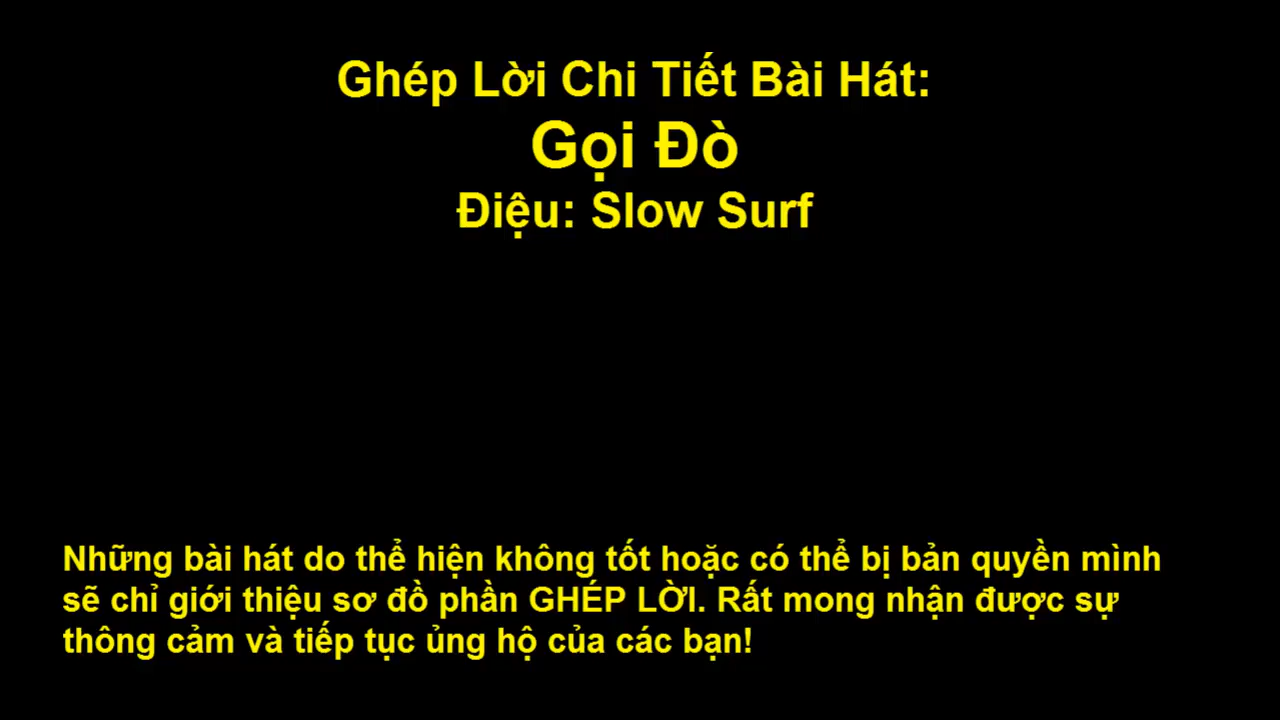 Ghép Lời Chi Tiết Bài Hát:
Gọi Đò
Điệu: Slow Surf
Những bài hát do thể hiện không tốt hoặc có thể bị bản quyền mình
sẽ chỉ giới thiệu sơ đồ phần GHÉP LỜI. Rất mong nhận được sự
thông cảm và tiếp tục ủng hộ của các bạn!